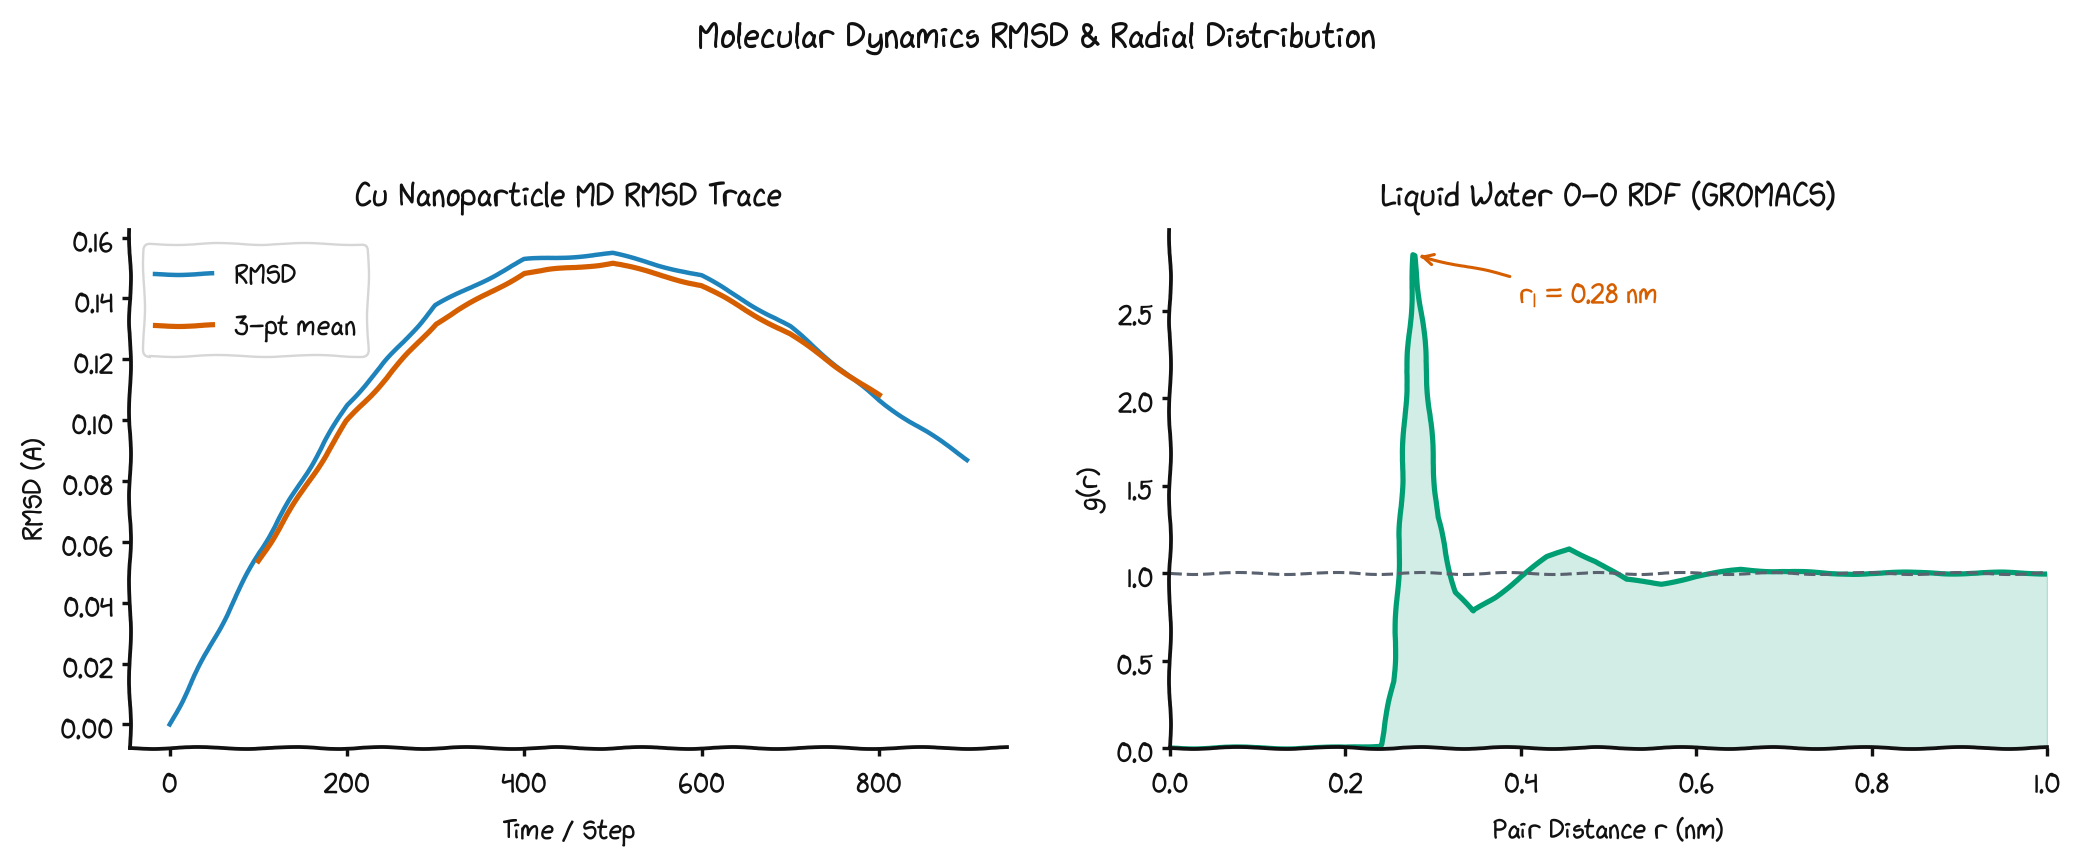 Molecular Dynamics RMSD & Radial Distribution
Cu Nanoparticle MD RMSD Trace
RMSD (A)
0.16
0.14
0.12
0.10
0.08
0.06
0.04
0.02
0.00
RMSD
3-pt mean
0 200 400 600 800
Time / Step
Liquid Water O-O RDF (GROMACS)
g(r)
2.5
2.0
1.5
1.0
0.5
0.0
r₁ = 0.28 nm
0.0 0.2 0.4 0.6 0.8 1.0
Pair Distance r (nm)